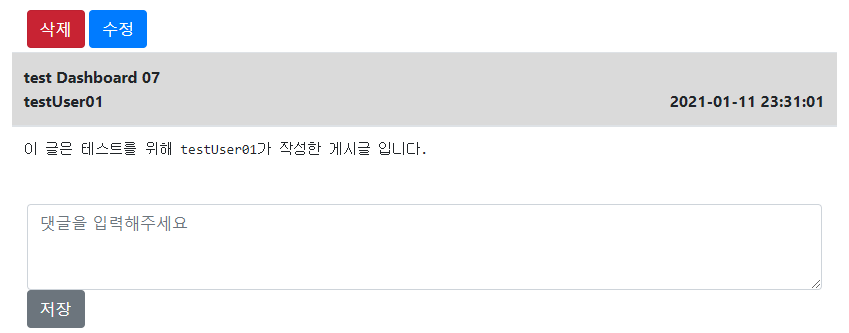 삭제 수정
test Dashboard 07
testUser01 2021-01-11 23:31:01
이 글은 테스트를 위해 testUser01가 작성한 게시글 입니다.
댓글을 입력해주세요
저장